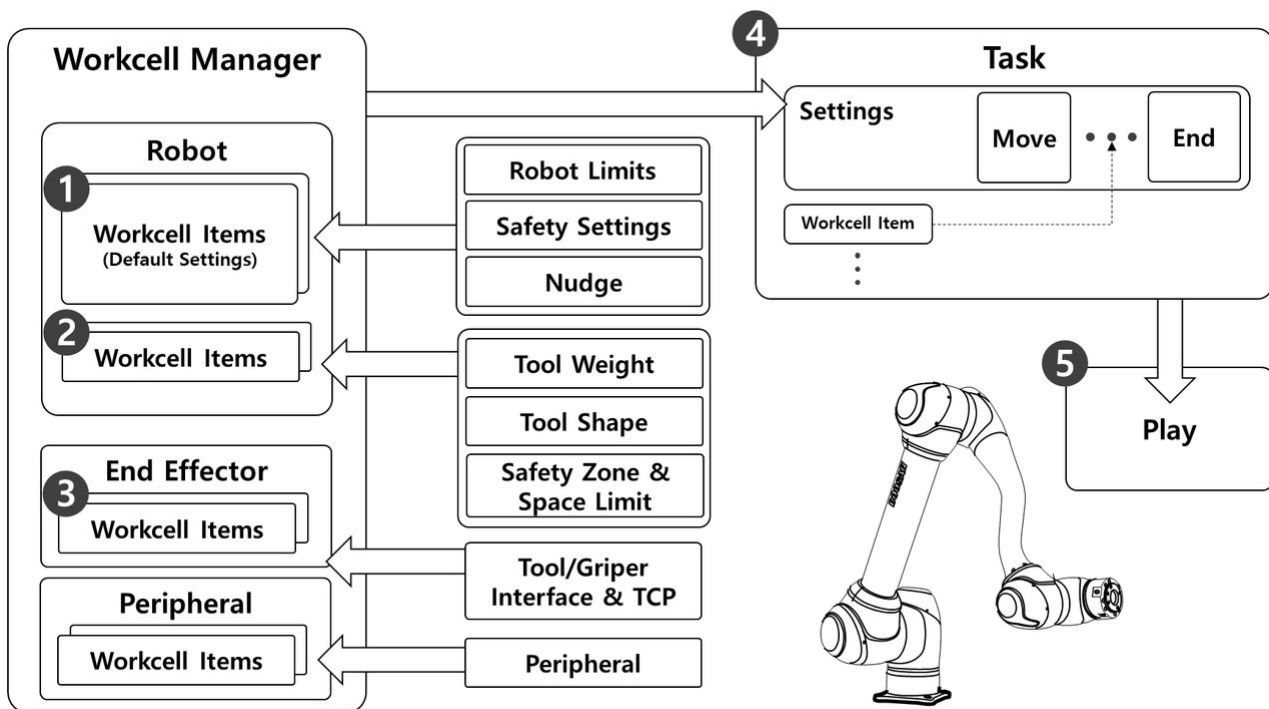 Workcell Manager
Robot
1
Workcell Items
(Default Settings)
2
Workcell Items
End Effector
3
Workcell Items
Peripheral
Workcell Items
Robot Limits
Safety Settings
Nudge
Tool Weight
Tool Shape
Safety Zone &
Space Limit
Tool/Griper
Interface & TCP
Peripheral
4
Task
Settings
Move
End
Workcell Item
5
Play